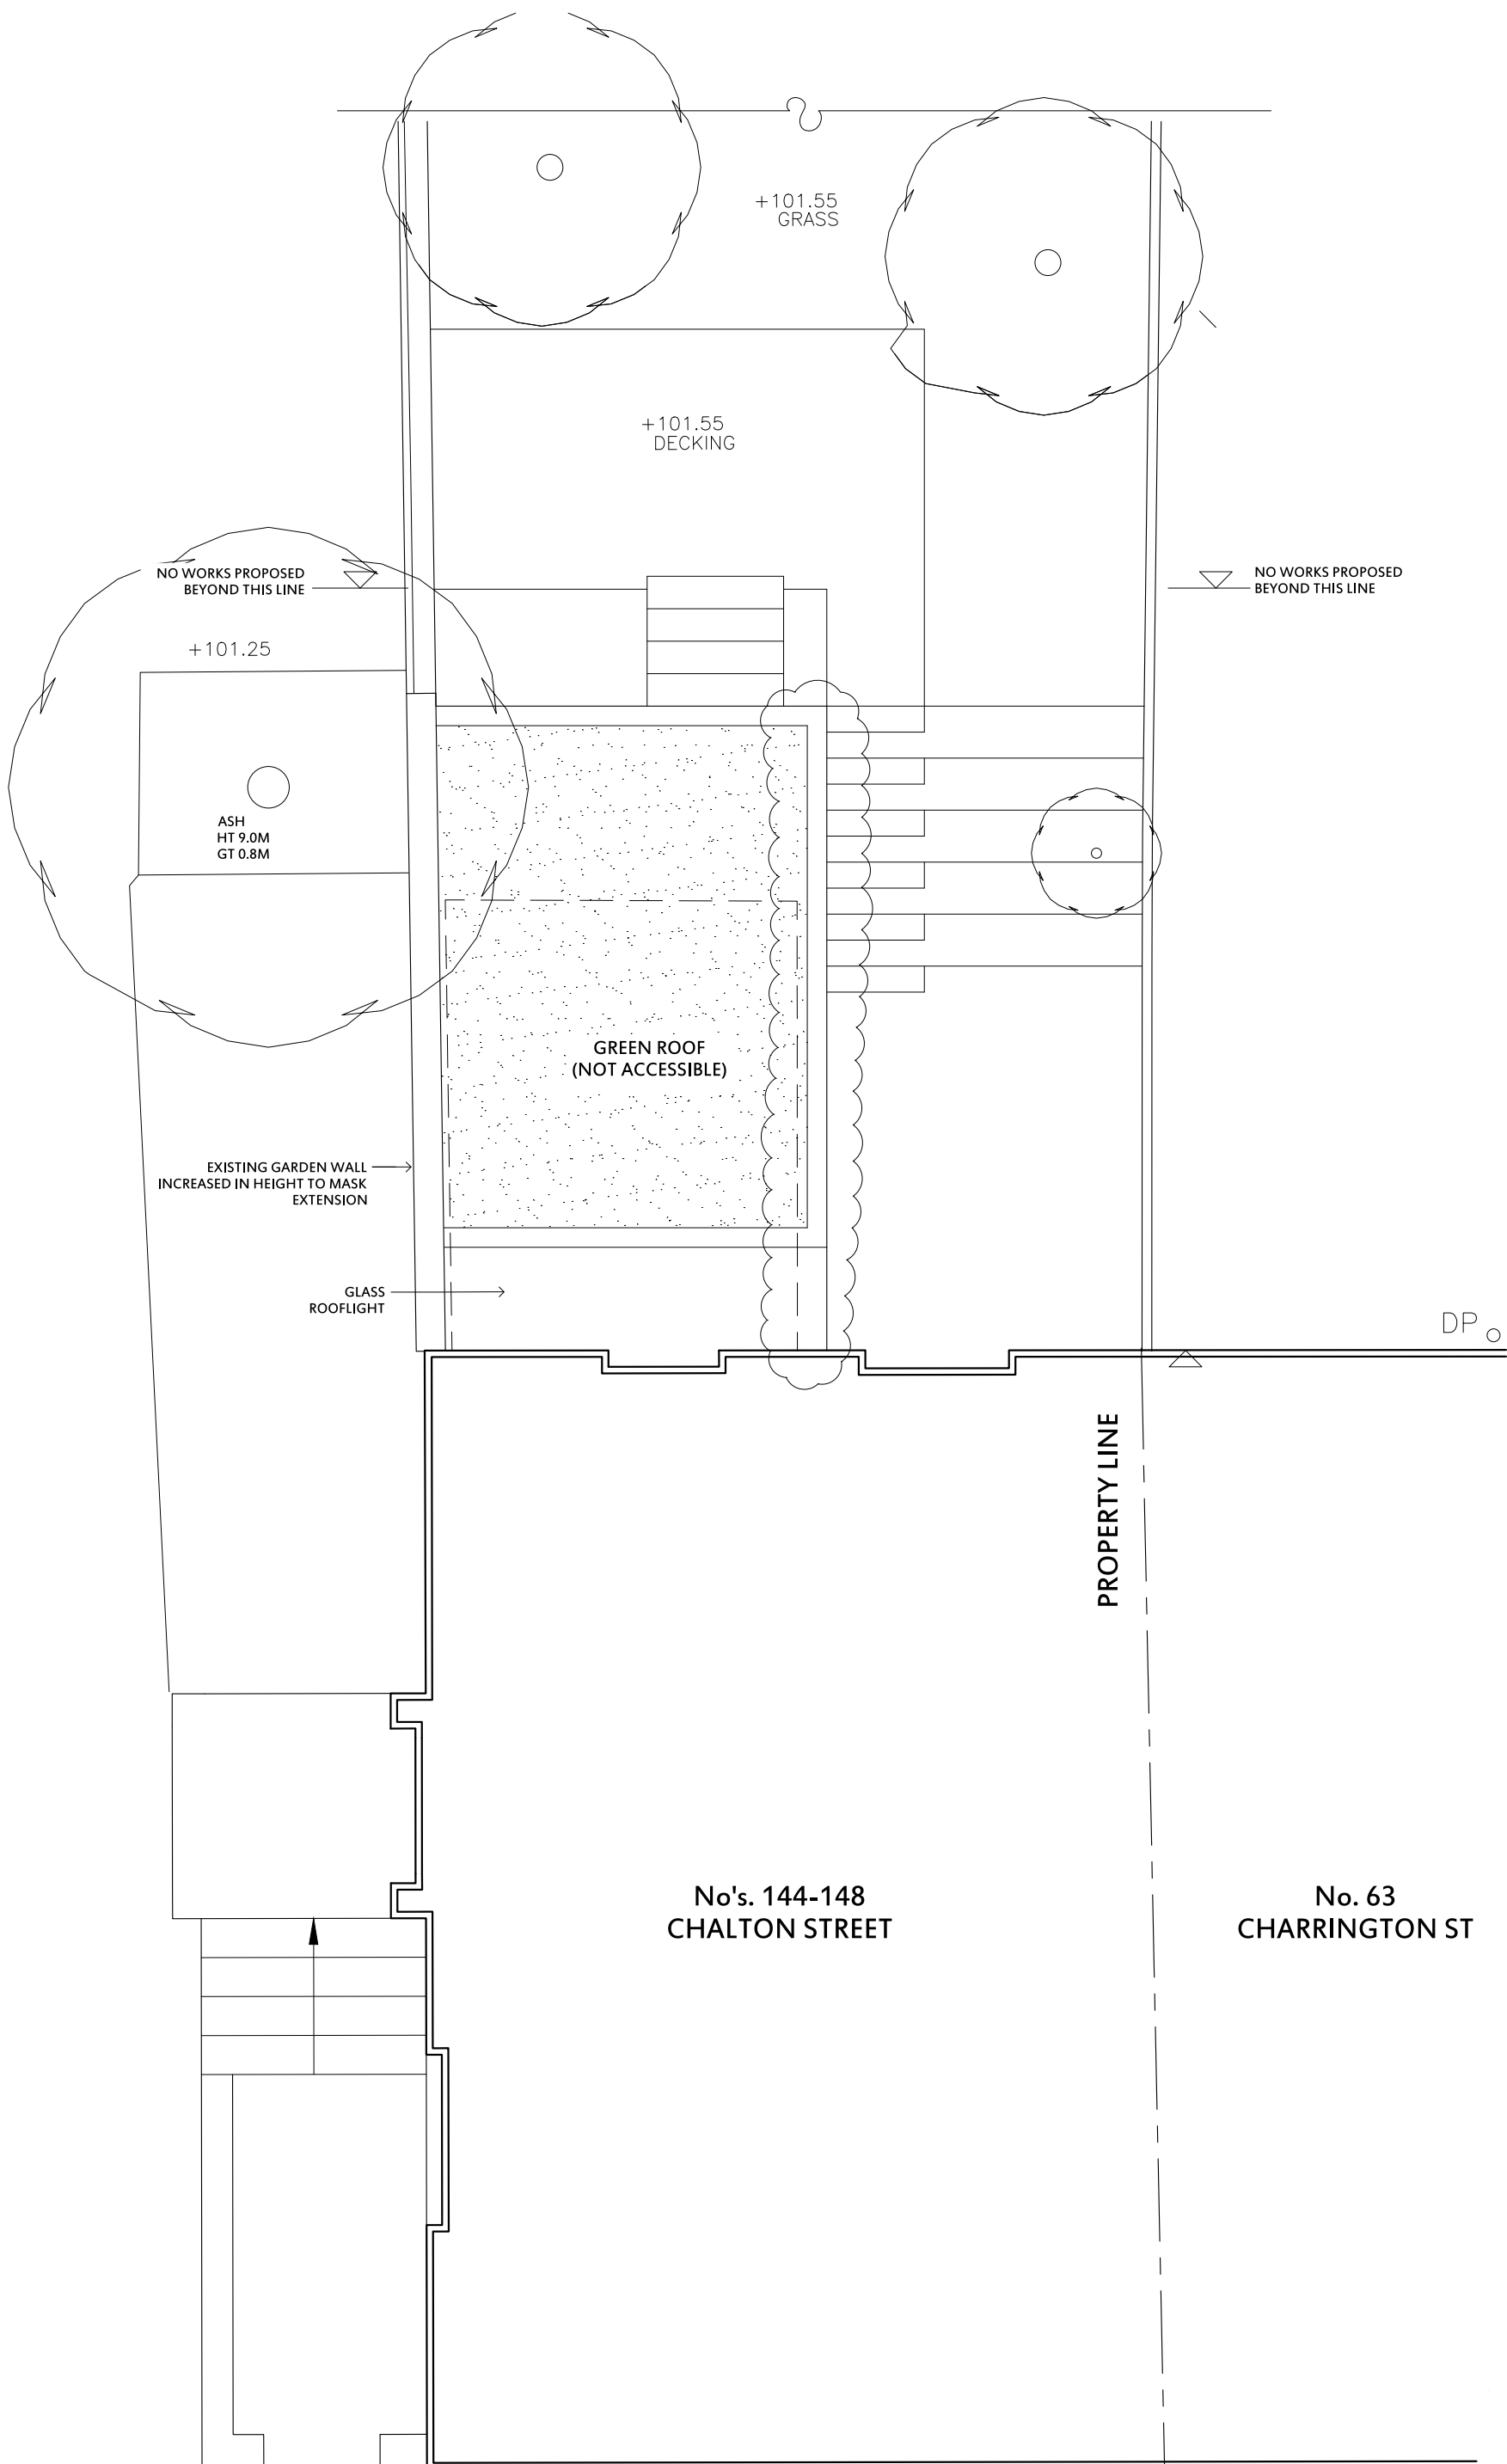 +101.55
GRASS
+101.55
DECKING
NO WORKS PROPOSED
BEYOND THIS LINE
NO WORKS PROPOSED
BEYOND THIS LINE
+101.25
ASH
HT 9.0M
GT 0.8M
GREEN ROOF
(NOT ACCESSIBLE)
EXISTING GARDEN WALL
INCREASED IN HEIGHT TO MASK
EXTENSION
GLASS
ROOFLIGHT
DP
PROPERTY LINE
No's. 144-148
CHALTON STREET
No. 63
CHARRINGTON ST